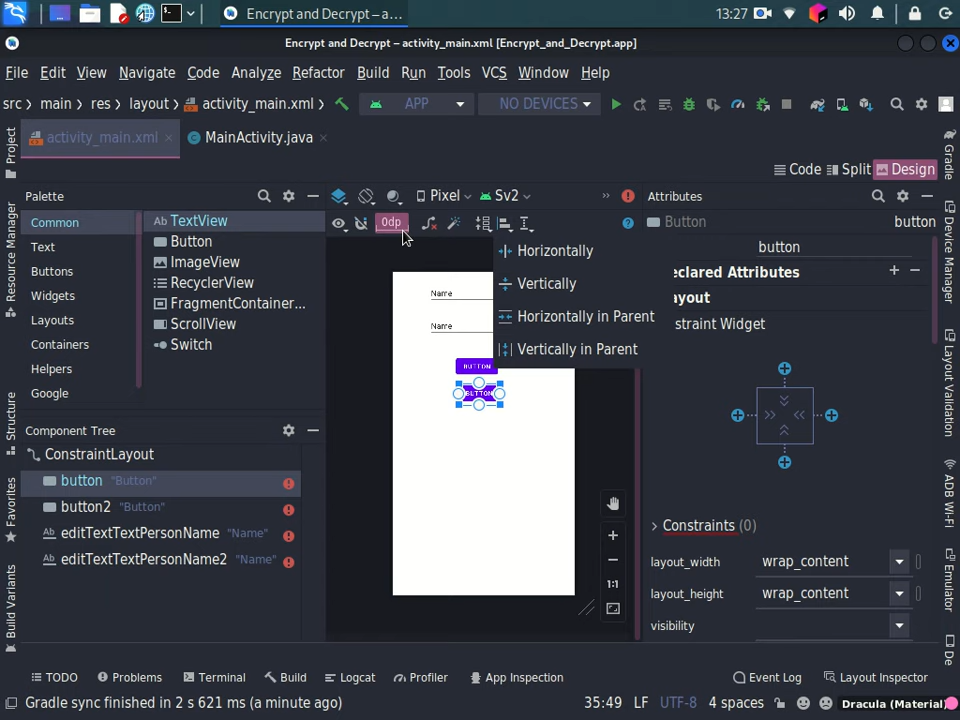 Encrypt and Decrypt – a...
13:27
Encrypt and Decrypt – activity_main.xml [Encrypt_and_Decrypt.app]
File Edit View Navigate Code Analyze Refactor Build Run Tools VCS Window Help
src › main › res › layout › activity_main.xml ›
APP
NO DEVICES
activity_main.xml
MainActivity.java
Code
Split
Design
Project
Resource Manager
Structure
Favorites
Build Variants
Palette
Common
Text
Buttons
Widgets
Layouts
Containers
Helpers
Google
Ab TextView
Button
ImageView
RecyclerView
FragmentContainer...
ScrollView
Switch
Component Tree
ConstraintLayout
button "Button"
button2 "Button"
Ab editTextTextPersonName "Name"
Ab editTextTextPersonName2 "Name"
Pixel
Sv2
0dp
Horizontally
Vertically
Horizontally in Parent
Vertically in Parent
Name
Name
BUTTON
BUTTON
1:1
Attributes
Button
button
button
eclared Attributes
ayout
straint Widget
Constraints (0)
layout_width wrap_content
layout_height wrap_content
visibility
Gradle
Device Manager
Layout Validation
ADB Wi-Fi
Emulator
De
TODO
Problems
Terminal
Build
Logcat
Profiler
App Inspection
Event Log
Layout Inspector
Gradle sync finished in 2 s 621 ms (a minute ago)
35:49
LF
UTF-8
4 spaces
Dracula (Material)